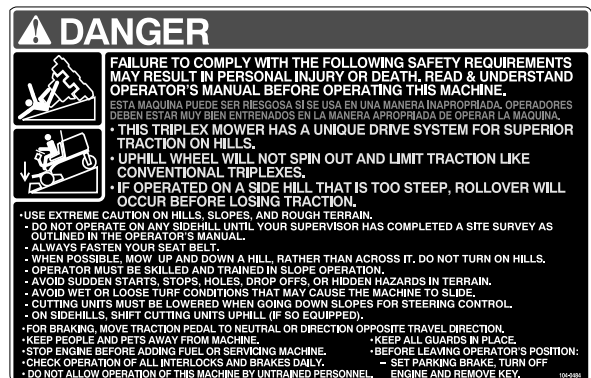 DANGER
FAILURE TO COMPLY WITH THE FOLLOWING SAFETY REQUIREMENTS
MAY RESULT IN PERSONAL INJURY OR DEATH. READ & UNDERSTAND
OPERATOR'S MANUAL BEFORE OPERATING THIS MACHINE.
ESTA MAQUINA PUEDE SER RIESGOSA SÍ SE USA EN UNA MANERA INAPROPRIADA. OPERADORES
DEBEN ESTAR MUY BIEN ENTRENADOS EN LA MANERA APROPRIADA DE OPERAR LA MAQUINA.
• THIS TRIPLEX MOWER HAS A UNIQUE DRIVE SYSTEM FOR SUPERIOR
TRACTION ON HILLS.
• UPHILL WHEEL WILL NOT SPIN OUT AND LIMIT TRACTION LIKE
CONVENTIONAL TRIPLEXES.
• IF OPERATED ON A SIDE HILL THAT IS TOO STEEP, ROLLOVER WILL
OCCUR BEFORE LOSING TRACTION.
•USE EXTREME CAUTION ON HILLS, SLOPES, AND ROUGH TERRAIN.
- DO NOT OPERATE ON ANY SIDEHILL UNTIL YOUR SUPERVISOR HAS COMPLETED A SITE SURVEY AS
OUTLINED IN THE OPERATOR'S MANUAL.
- ALWAYS FASTEN YOUR SEAT BELT.
- WHEN POSSIBLE, MOW UP AND DOWN A HILL, RATHER THAN ACROSS IT. DO NOT TURN ON HILLS.
- OPERATOR MUST BE SKILLED AND TRAINED IN SLOPE OPERATION.
- AVOID SUDDEN STARTS, STOPS, HOLES, DROP OFFS, OR HIDDEN HAZARDS IN TERRAIN.
- AVOID WET OR LOOSE TURF CONDITIONS THAT MAY CAUSE THE MACHINE TO SLIDE.
- CUTTING UNITS MUST BE LOWERED WHEN GOING DOWN SLOPES FOR STEERING CONTROL.
- ON SIDEHILLS, SHIFT CUTTING UNITS UPHILL (IF SO EQUIPPED).
•FOR BRAKING, MOVE TRACTION PEDAL TO NEUTRAL OR DIRECTION OPPOSITE TRAVEL DIRECTION.
•KEEP PEOPLE AND PETS AWAY FROM MACHINE.
•STOP ENGINE BEFORE ADDING FUEL OR SERVICING MACHINE.
•CHECK OPERATION OF ALL INTERLOCKS AND BRAKES DAILY.
• DO NOT ALLOW OPERATION OF THIS MACHINE BY UNTRAINED PERSONNEL.
•KEEP ALL GUARDS IN PLACE.
•BEFORE LEAVING OPERATOR'S POSITION:
- SET PARKING BRAKE, TURN OFF
ENGINE AND REMOVE KEY.
104-0484